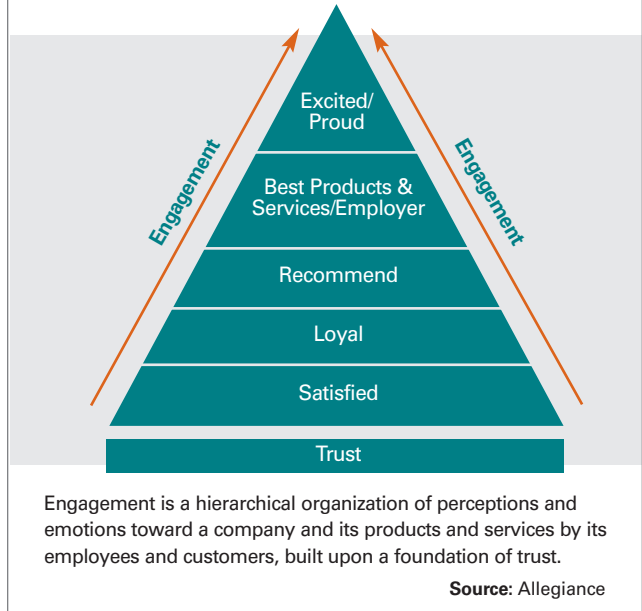 Excited/
Proud
Engagement
Engagement
Best Products &
Services/Employer
Recommend
Loyal
Satisfied
Trust
Engagement is a hierarchical organization of perceptions and
emotions toward a company and its products and services by its
employees and customers, built upon a foundation of trust.
Source: Allegiance